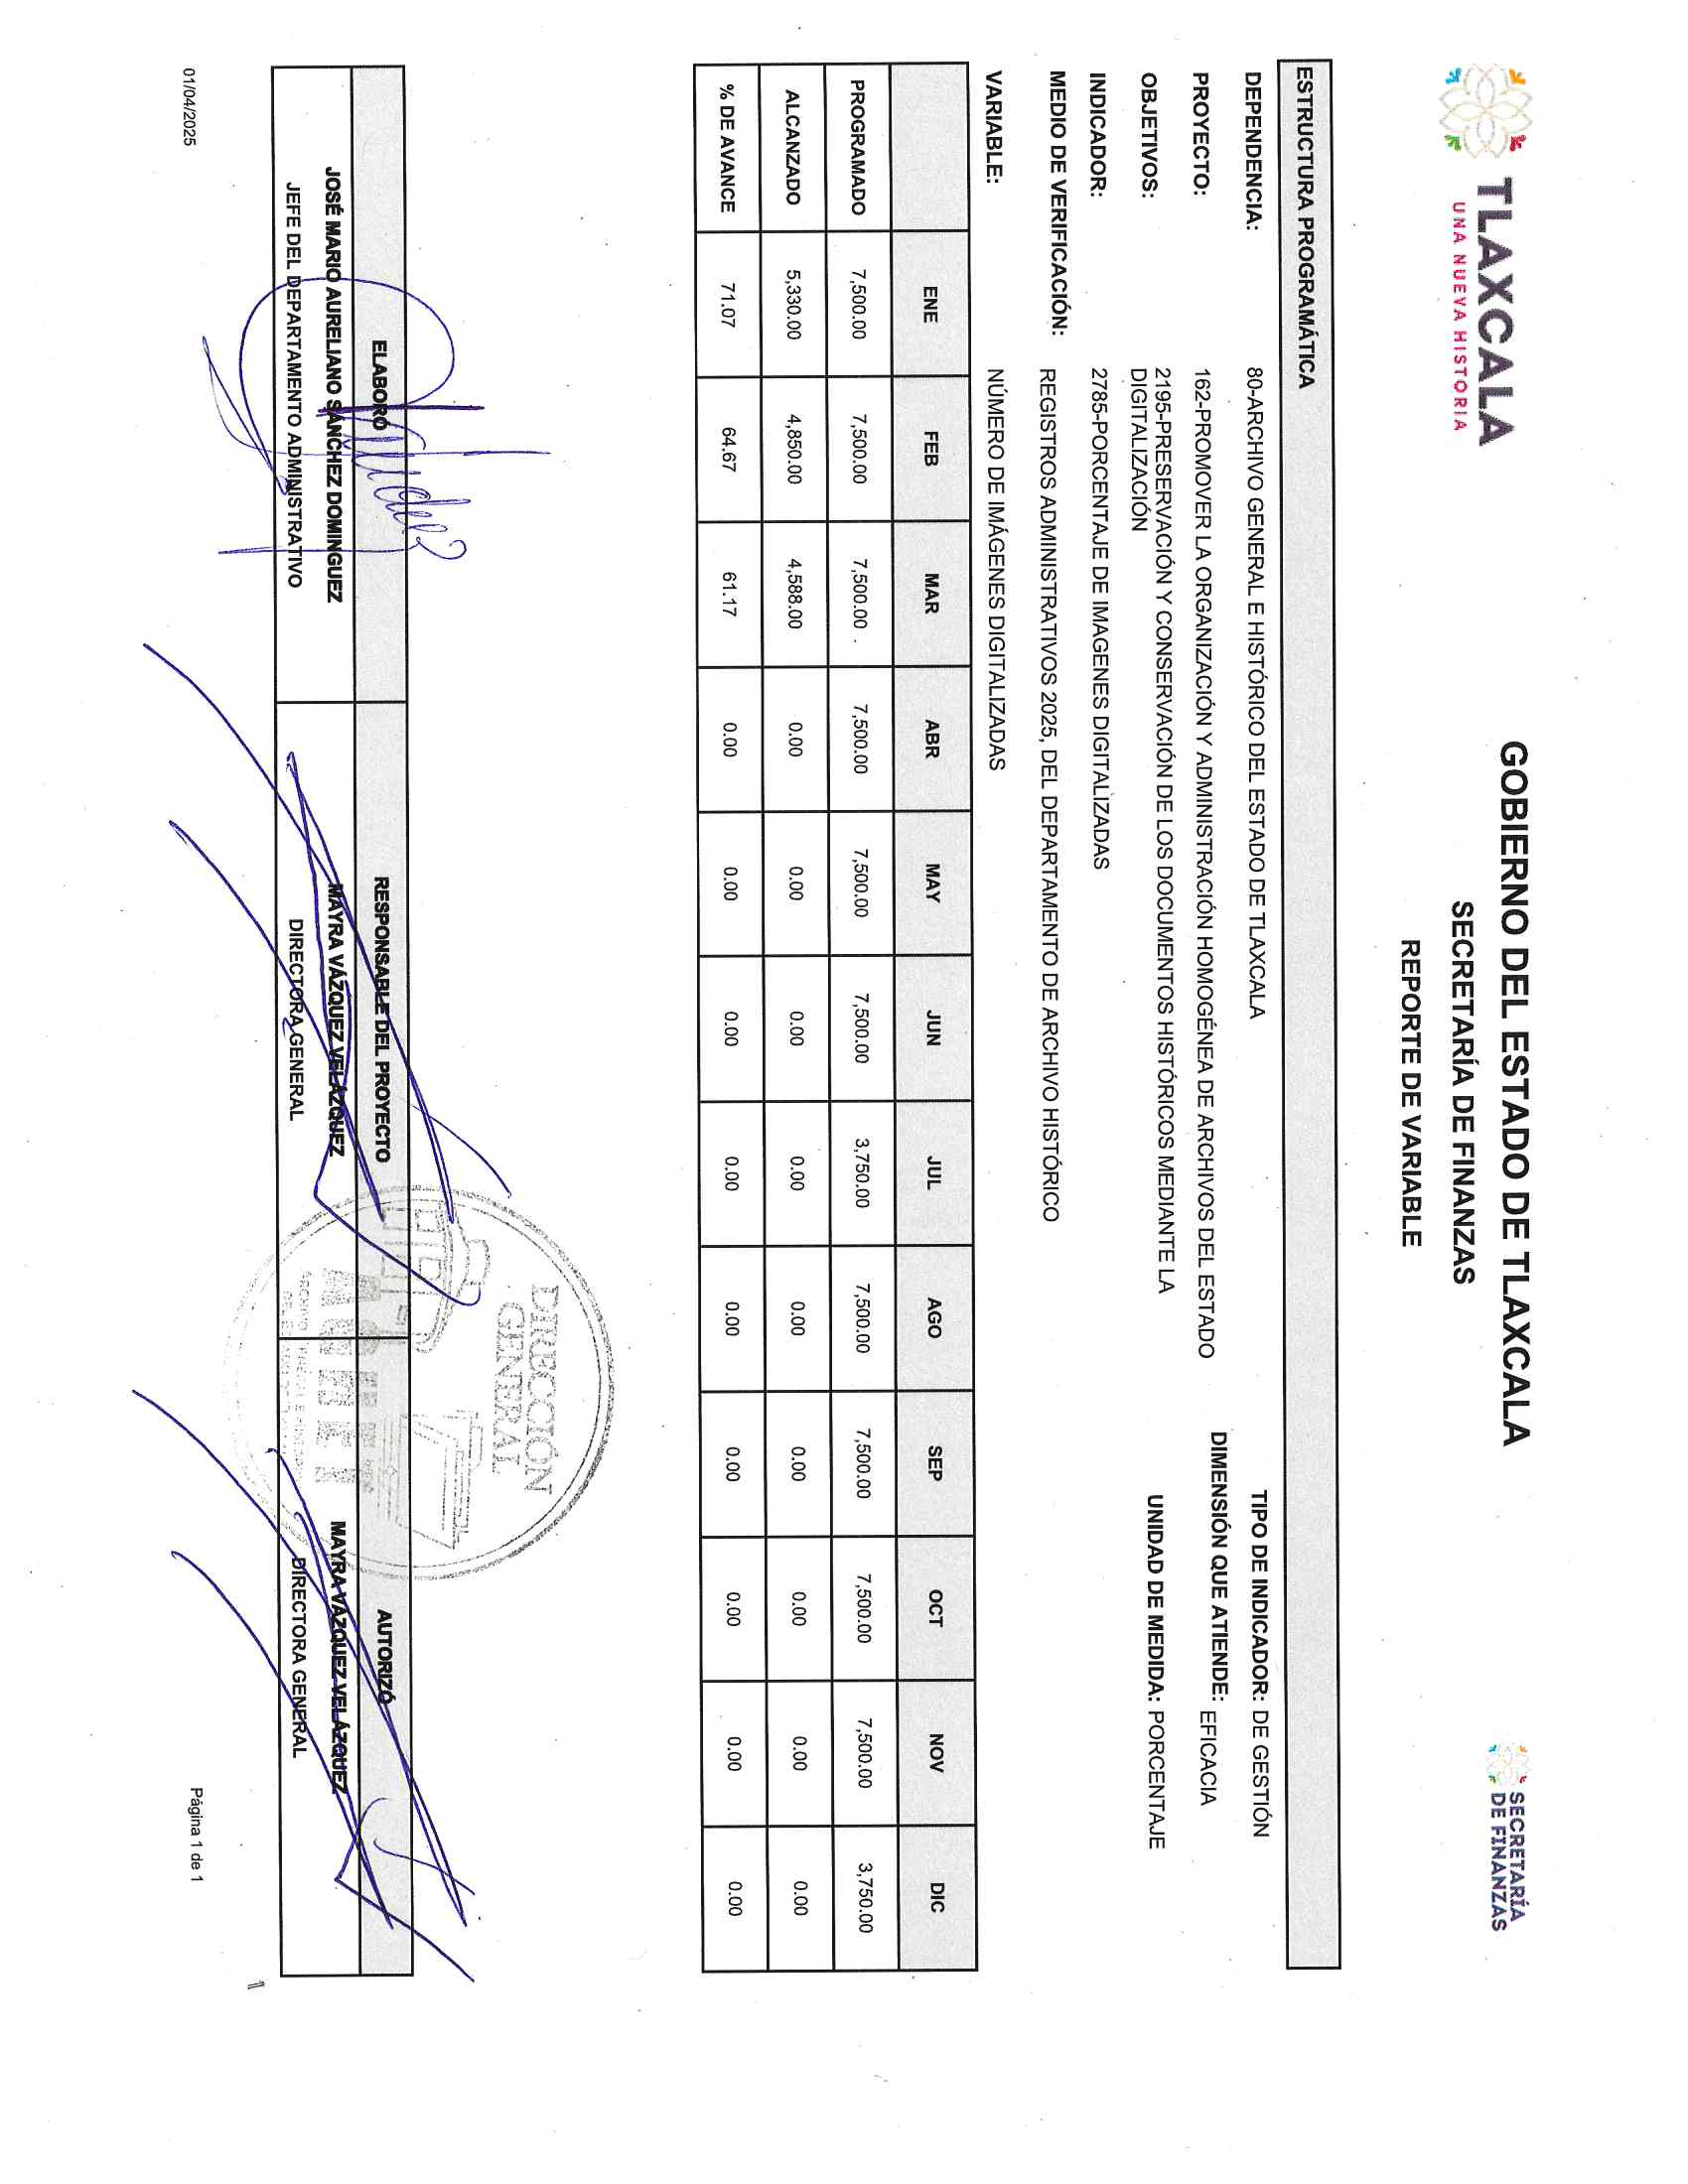 TLAXCALA
UNA NUEVA HISTORIA
GOBIERNO DEL ESTADO DE TLAXCALA
SECRETARÍA DE FINANZAS
REPORTE DE VARIABLE
SECRETARÍA
DE FINANZAS
ESTRUCTURA PROGRAMÁTICA
DEPENDENCIA: 80-ARCHIVO GENERAL E HISTÓRICO DEL ESTADO DE TLAXCALA TIPO DE INDICADOR: DE GESTIÓN
PROYECTO: 162-PROMOVER LA ORGANIZACIÓN Y ADMINISTRACIÓN HOMOGÉNEA DE ARCHIVOS DEL ESTADO DIMENSIÓN QUE ATIENDE: EFICACIA
OBJETIVOS: 2195-PRESERVACIÓN Y CONSERVACIÓN DE LOS DOCUMENTOS HISTÓRICOS MEDIANTE LA UNIDAD DE MEDIDA: PORCENTAJE
DIGITALIZACIÓN
INDICADOR: 2785-PORCENTAJE DE IMAGENES DIGITALIZADAS
MEDIO DE VERIFICACIÓN: REGISTROS ADMINISTRATIVOS 2025, DEL DEPARTAMENTO DE ARCHIVO HISTÓRICO
VARIABLE: NÚMERO DE IMÁGENES DIGITALIZADAS
ENE FEB MAR ABR MAY JUN JUL AGO SEP OCT NOV DIC
PROGRAMADO 7,500.00 7,500.00 7,500.00 7,500.00 7,500.00 7,500.00 3,750.00 7,500.00 7,500.00 7,500.00 7,500.00 3,750.00
ALCANZADO 5,330.00 4,850.00 4,588.00 0.00 0.00 0.00 0.00 0.00 0.00 0.00 0.00 0.00
% DE AVANCE 71.07 64.67 61.17 0.00 0.00 0.00 0.00 0.00 0.00 0.00 0.00 0.00
DIRECCIÓN
GENERAL
ELABORÓ RESPONSABLE DEL PROYECTO AUTORIZÓ
JOSÉ MARIO AURELIANO SÁNCHEZ DOMINGUEZ MAYRA VÁZQUEZ VELÁZQUEZ MAYRA VÁZQUEZ VELÁZQUEZ
JEFE DEL DEPARTAMENTO ADMINISTRATIVO DIRECTORA GENERAL DIRECTORA GENERAL
01/04/2025 Página 1 de 1